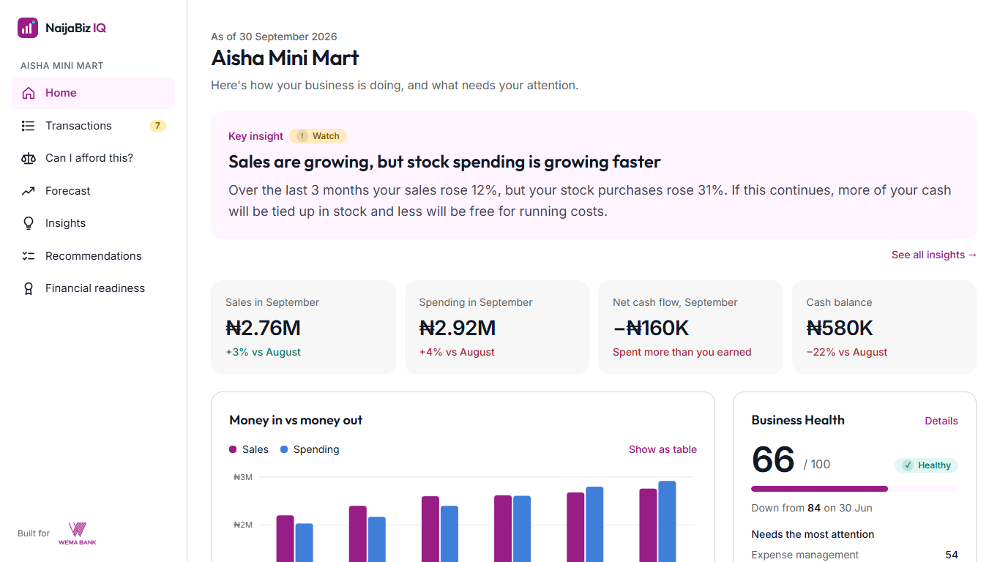 NaijaBiz IQ
AISHA MINI MART
Home
Transactions 7
Can I afford this?
Forecast
Insights
Recommendations
Financial readiness
Built for WEMA BANK
As of 30 September 2026
Aisha Mini Mart
Here's how your business is doing, and what needs your attention.
Key insight ! Watch
Sales are growing, but stock spending is growing faster
Over the last 3 months your sales rose 12%, but your stock purchases rose 31%. If this continues, more of your cash
will be tied up in stock and less will be free for running costs.
See all insights →
Sales in September
₦2.76M
+3% vs August
Spending in September
₦2.92M
+4% vs August
Net cash flow, September
−₦160K
Spent more than you earned
Cash balance
₦580K
−22% vs August
Money in vs money out
Sales Spending Show as table
₦3M
₦2M
Business Health Details
66 / 100 ✓ Healthy
Down from 84 on 30 Jun
Needs the most attention
Expense management 54